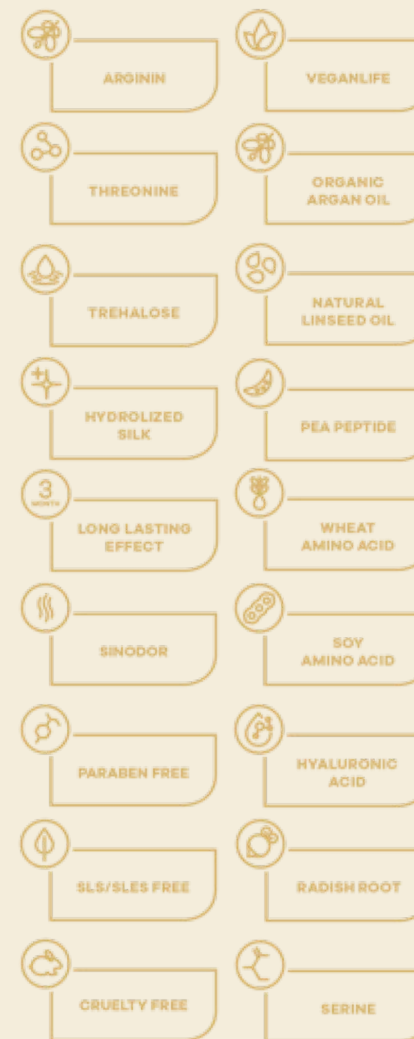 ARGININ
VEGANLIFE
THREONINE
ORGANIC
ARGAN OIL
TREHALOSE
NATURAL
LINSEED OIL
HYDROLIZED
SILK
PEA PEPTIDE
3
MONTH
LONG LASTING
EFFECT
WHEAT
AMINO ACID
SINODOR
SOY
AMINO ACID
PARABEN FREE
HYALURONIC
ACID
SLS/SLES FREE
RADISH ROOT
CRUELTY FREE
SERINE